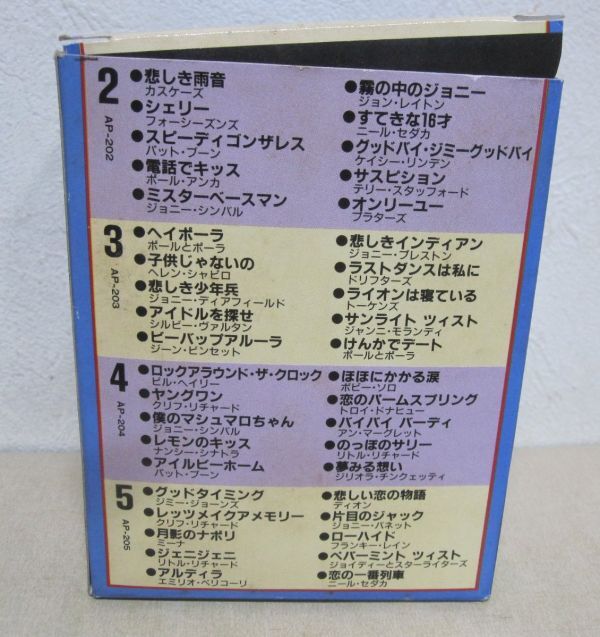 2
AP-202
●悲しき雨音
カスケーズ
●シェリー
フォーシーズンズ
●スピーディゴンザレス
パット・ブーン
●電話でキッス
ポール・アンカ
●ミスターベースマン
ジョニー・シンバル
●霧の中のジョニー
ジョン・レイトン
●すてきな16才
ニール・セダカ
●グッドバイ・ジミーグッドバイ
ケイシー・リンデン
●サスピション
テリー・スタッフォード
●オンリーユー
プラターズ
3
AP-203
●ヘイポーラ
ポールとポーラ
●子供じゃないの
ヘレン・シャピロ
●悲しき少年兵
ジョニー・ディアフィールド
●アイドルを探せ
シルビー・ヴァルタン
●ビーバップアルーラ
ジーン・ビンセット
●悲しきインディアン
ジョニー・プレストン
●ラストダンスは私に
ドリフターズ
●ライオンは寝ている
トーケンズ
●サンライト ツィスト
ジャンニ・モランディ
●けんかでデート
ポールとポーラ
4
AP-204
●ロックアラウンド・ザ・クロック
ビル・ヘイリー
●ヤングワン
クリフ・リチャード
●僕のマシュマロちゃん
ジョニー・シンバル
●レモンのキッス
ナンシー・シナトラ
●アイルビーホーム
パット・ブーン
●ほほにかかる涙
ボビー・ソロ
●恋のパームスプリング
トロイ・ドナヒュー
●バイバイ バーディ
アン・マーグレット
●のっぽのサリー
リトル・リチャード
●夢みる想い
ジリオラ・チンクェッティ
5
AP-205
●グッドタイミング
ジミー・ジョーンズ
●レッツメイクアメモリー
クリフ・リチャード
●月影のナポリ
ミーナ
●ジェニジェニ
リトル・リチャード
●アルディラ
エミリオ・ペリコーリ
●悲しい恋の物語
ディオン
●片目のジャック
ジョニー・バネット
●ローハイド
フランキー・レイン
●ペパーミント ツィスト
ジョイディーとスターライターズ
●恋の一番列車
ニール・セダカ